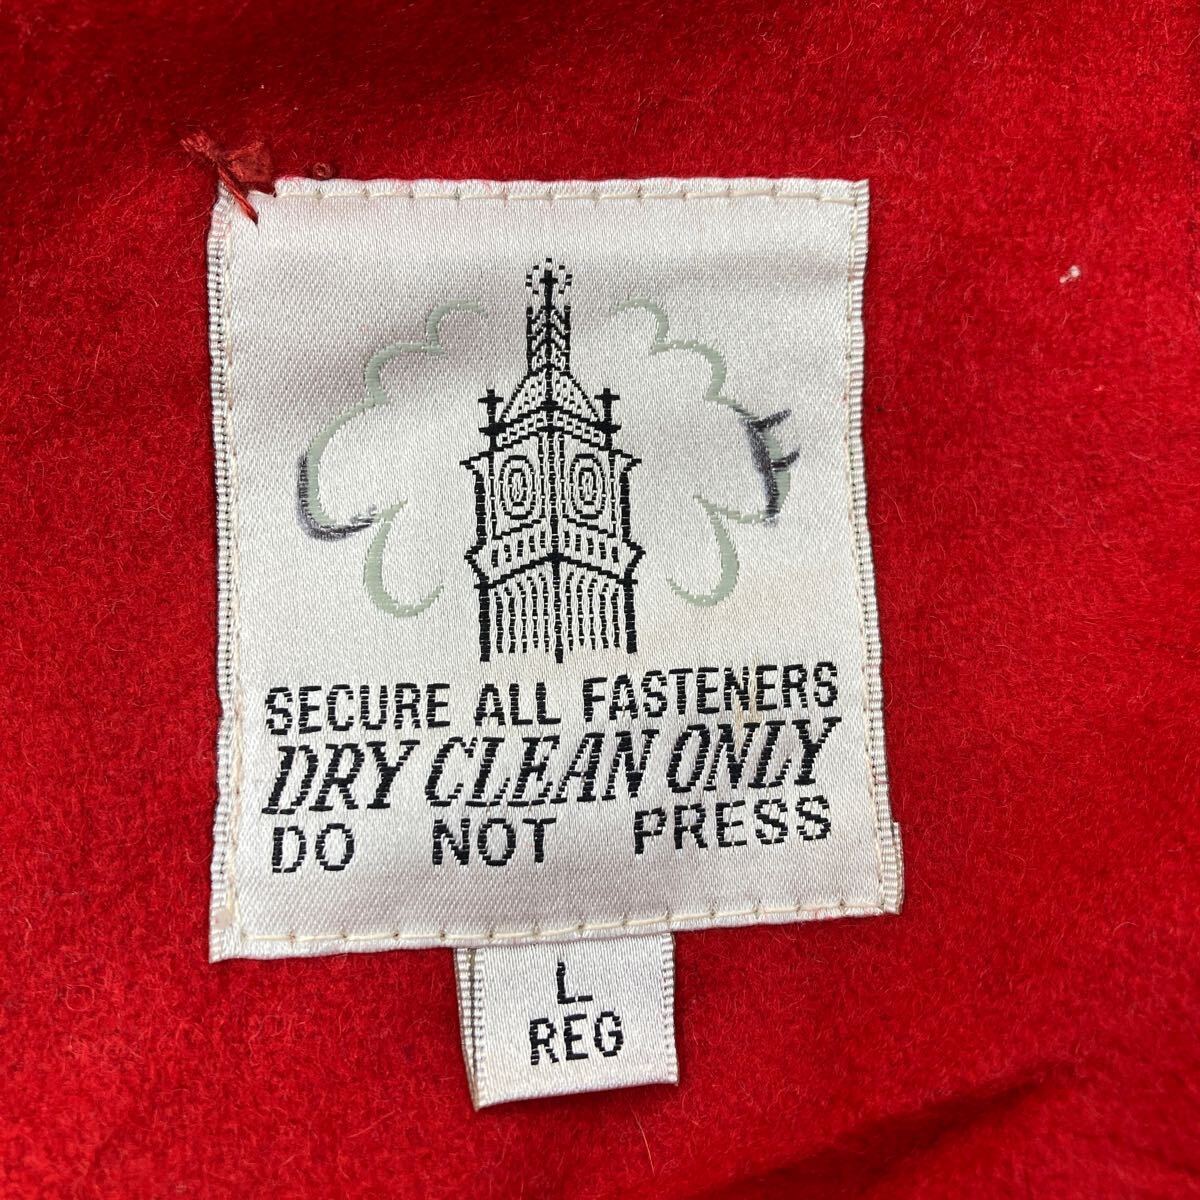 SECURE ALL FASTENERS
DRY CLEAN ONLY
DO NOT PRESS
L
REG